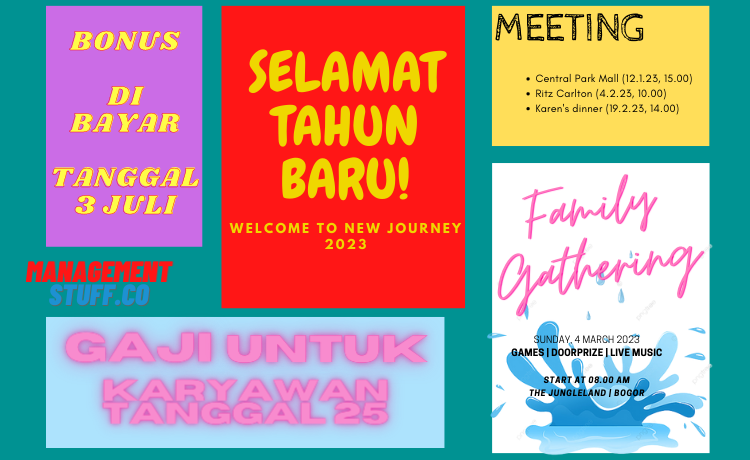 BONUS
DI
BAYAR
TANGGAL
3 JULI
SELAMAT
TAHUN
BARU!
WELCOME TO NEW JOURNEY
2023
MEETING
• Central Park Mall (12.1.23, 15.00)
• Ritz Carlton (4.2.23, 10.00)
• Karen's dinner (19.2.23, 14.00)
MANAGEMENT
STUFF.CO
GAJI UNTUK
KARYAWAN
TANGGAL 25
Family
Gathering
SUNDAY, 4 MARCH 2023
GAMES | DOORPRIZE | LIVE MUSIC
START AT 08.00 AM
THE JUNGLELAND | BOGOR